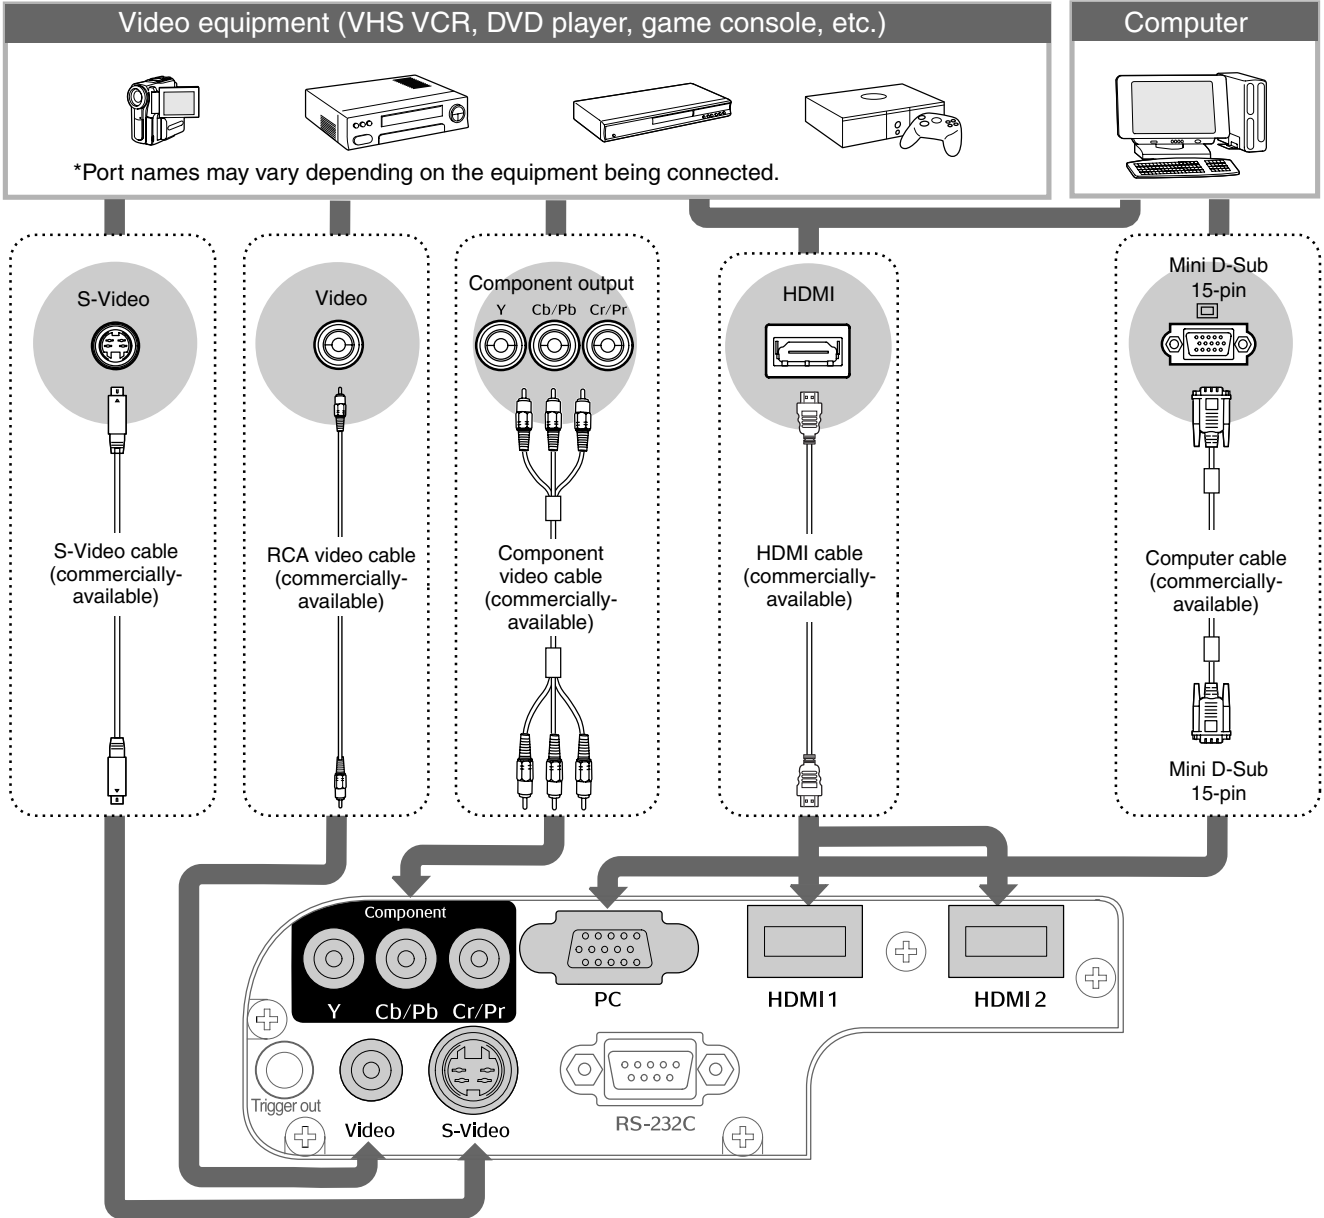 Video equipment (VHS VCR, DVD player, game console, etc.)
Computer
*Port names may vary depending on the equipment being connected.
S-Video
Video
Component output
Y Cb/Pb Cr/Pr
HDMI
Mini D-Sub
15-pin
S-Video cable
(commercially-
available)
RCA video cable
(commercially-
available)
Component
video cable
(commercially-
available)
HDMI cable
(commercially-
available)
Computer cable
(commercially-
available)
Mini D-Sub
15-pin
Component
Y Cb/Pb Cr/Pr
PC
HDMI1
HDMI2
Trigger out
Video
S-Video
RS-232C